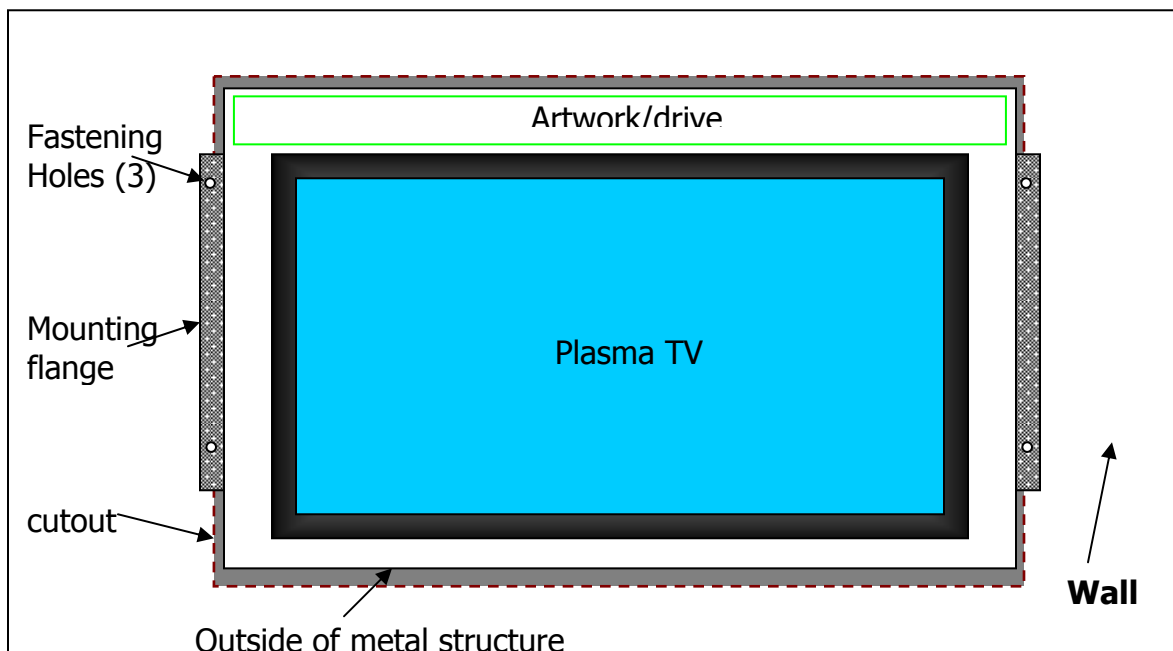 Artwork/drive
Fastening
Holes (3)
Mounting
flange
Plasma TV
cutout
Wall
Outside of metal structure